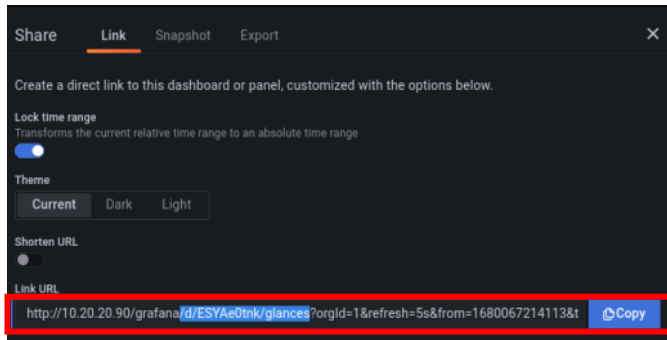 Share Link Snapshot Export
Create a direct link to this dashboard or panel, customized with the options below.
Lock time range
Transforms the current relative time range to an absolute time range
Theme
Current Dark Light
Shorten URL
Link URL
http://10.20.20.90/grafana/d/ESYAe0tnk/glances?orgId=1&refresh=5s&from=1680067214113&t Copy